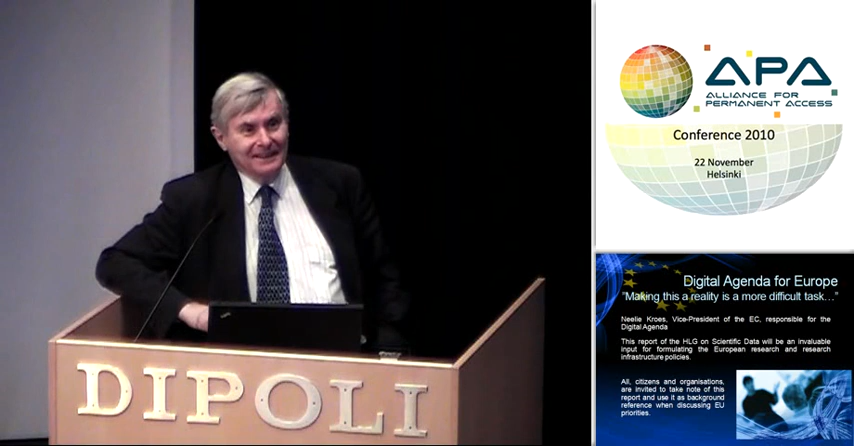 DIPOLI
APA
ALLIANCE FOR
PERMANENT ACCESS
Conference 2010
22 November
Helsinki
Digital Agenda for Europe
"Making this a reality is a more difficult task…"
Neelie Kroes, Vice-President of the EC, responsible for the
Digital Agenda
This report of the HLG on Scientific Data will be an invaluable
input for formulating the European research and research
infrastructure policies.
All, citizens and organisations,
are invited to take note of this
report and use it as background
reference when discussing EU
priorities.